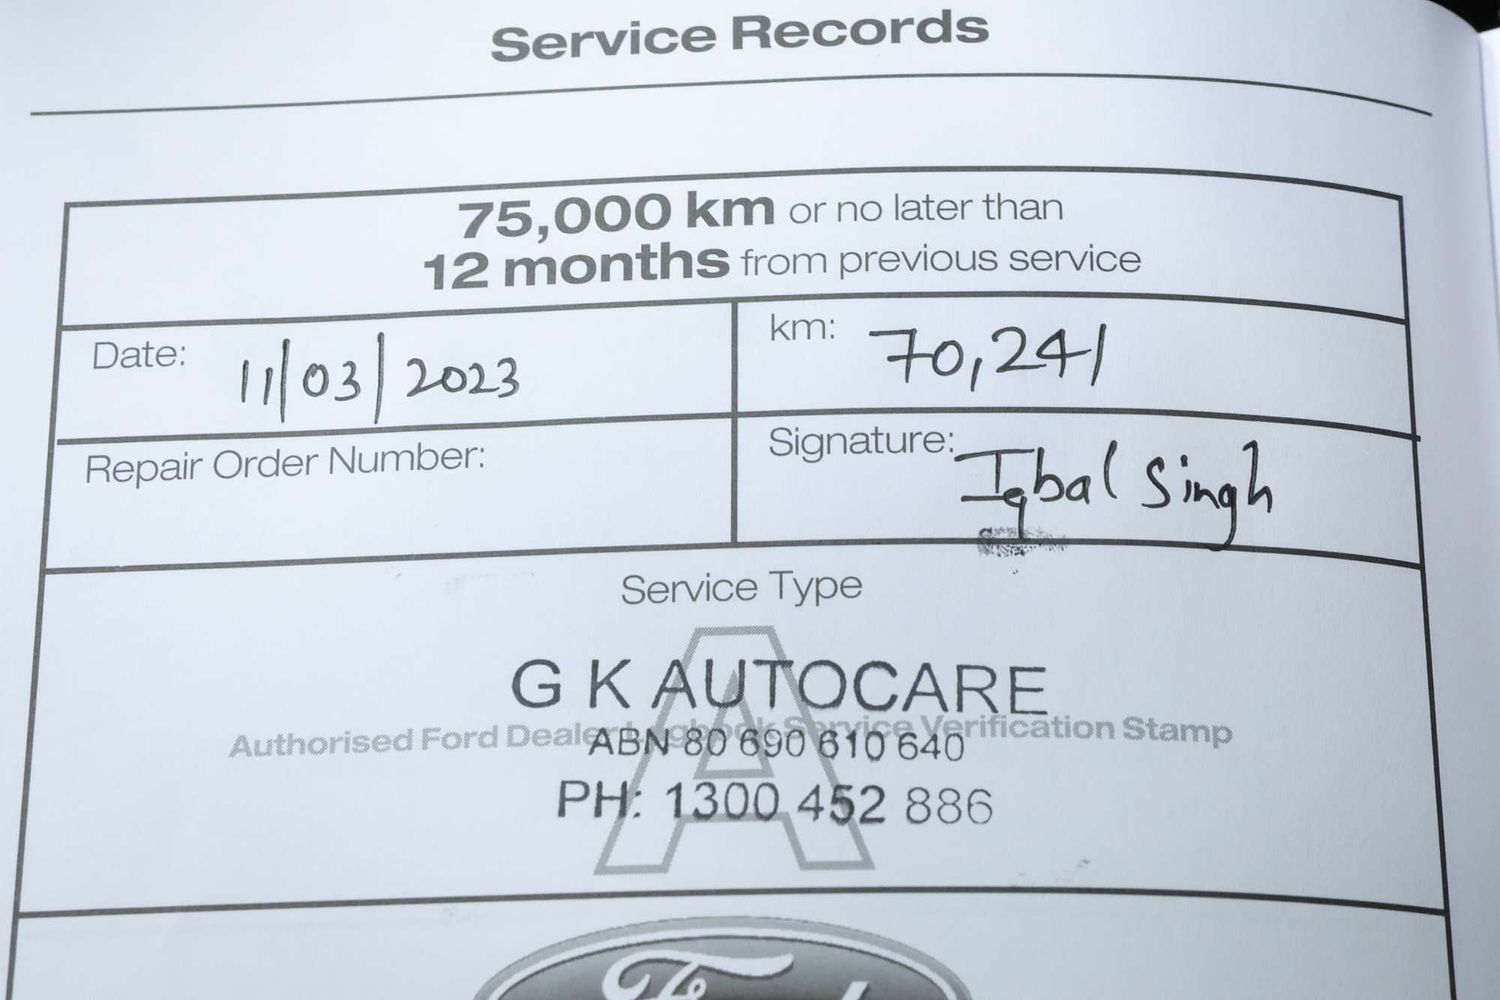 Service Records
75,000 km or no later than
12 months from previous service
Date: 11/03/2023
km: 70,241
Repair Order Number:
Signature: Iqbal Singh
Service Type
A
G K AUTOCARE
Authorised Ford Dealer Logbook Service Verification Stamp
ABN 80 690 610 640
PH: 1300 452 886
Ford